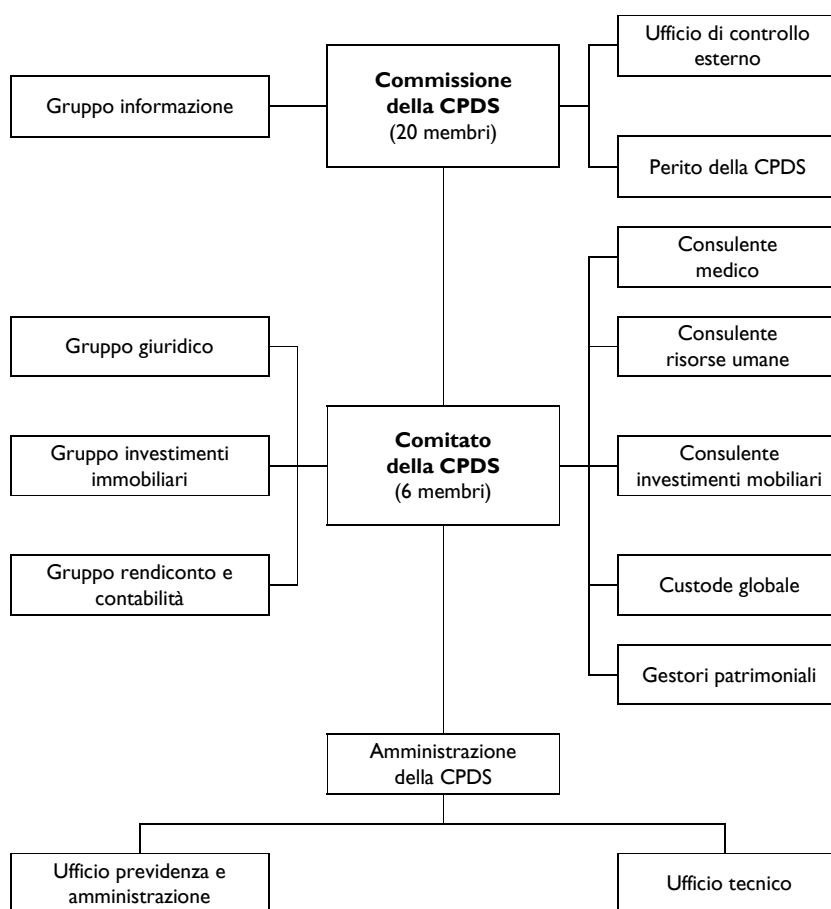 Ufficio di controllo
esterno
Commissione
della CPDS
(20 membri)
Gruppo informazione
Perito della CPDS
Consulente
medico
Gruppo giuridico
Consulente
risorse umane
Comitato
della CPDS
(6 membri)
Gruppo investimenti
immobiliari
Consulente
investimenti mobiliari
Gruppo rendiconto e
contabilità
Custode globale
Gestori patrimoniali
Amministrazione
della CPDS
Ufficio previdenza e
amministrazione
Ufficio tecnico